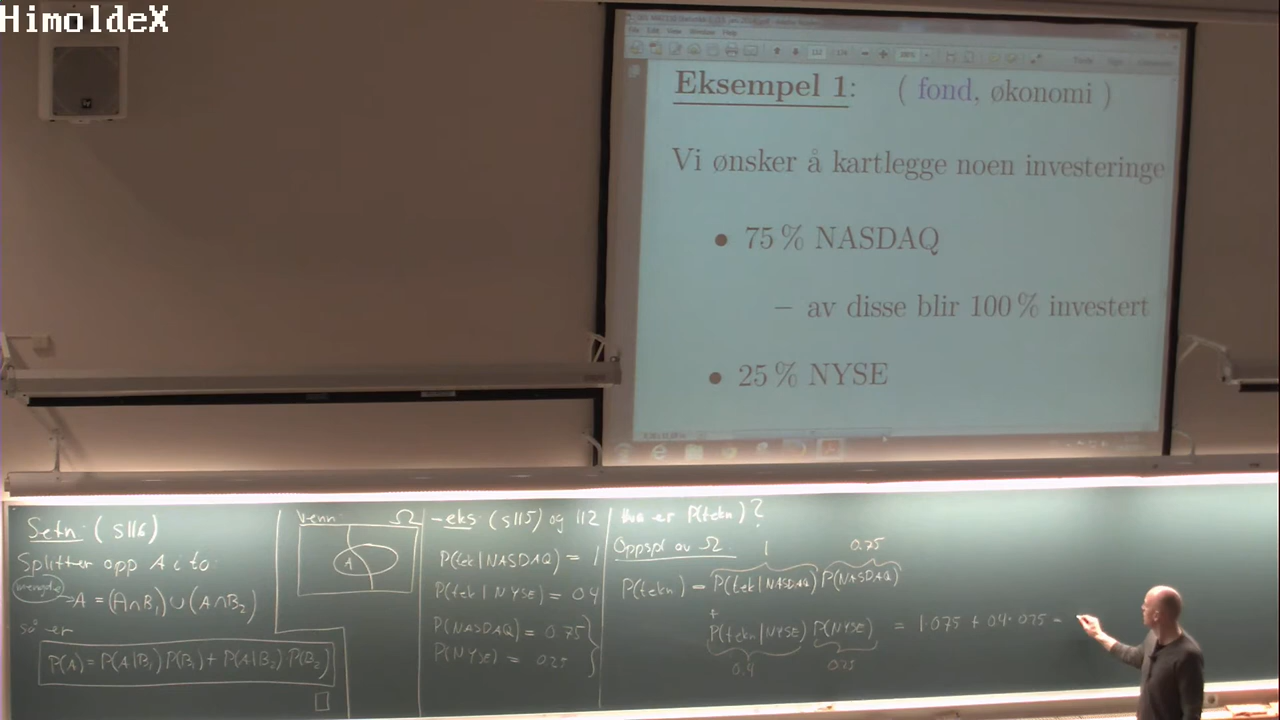 HimoldeX
Eksempel 1: ( fond, økonomi )
Vi ønsker å kartlegge noen investeringe
• 75 % NASDAQ
– av disse blir 100 % investert
• 25 % NYSE
Setn: (s116)
Splitter opp A i to:
A = (A∩B₁) ∪ (A∩B₂)
så er
P(A) = P(A|B₁) P(B₁) + P(A|B₂) · P(B₂)
Venn: Ω
A
-eks: (s115) og 112
P(tek|NASDAQ) = 1
P(tek|NYSE) = 0.4
P(NASDAQ) = 0.75
P(NYSE) = 0.25
Hva er P(tekn)?
Oppspl av Ω 1 0.75
P(tekn) = P(tek|NASDAQ) P(NASDAQ)
+
P(tekn|NYSE) P(NYSE) = 1·0.75 + 0.4·0.25 =
0.4 0.25